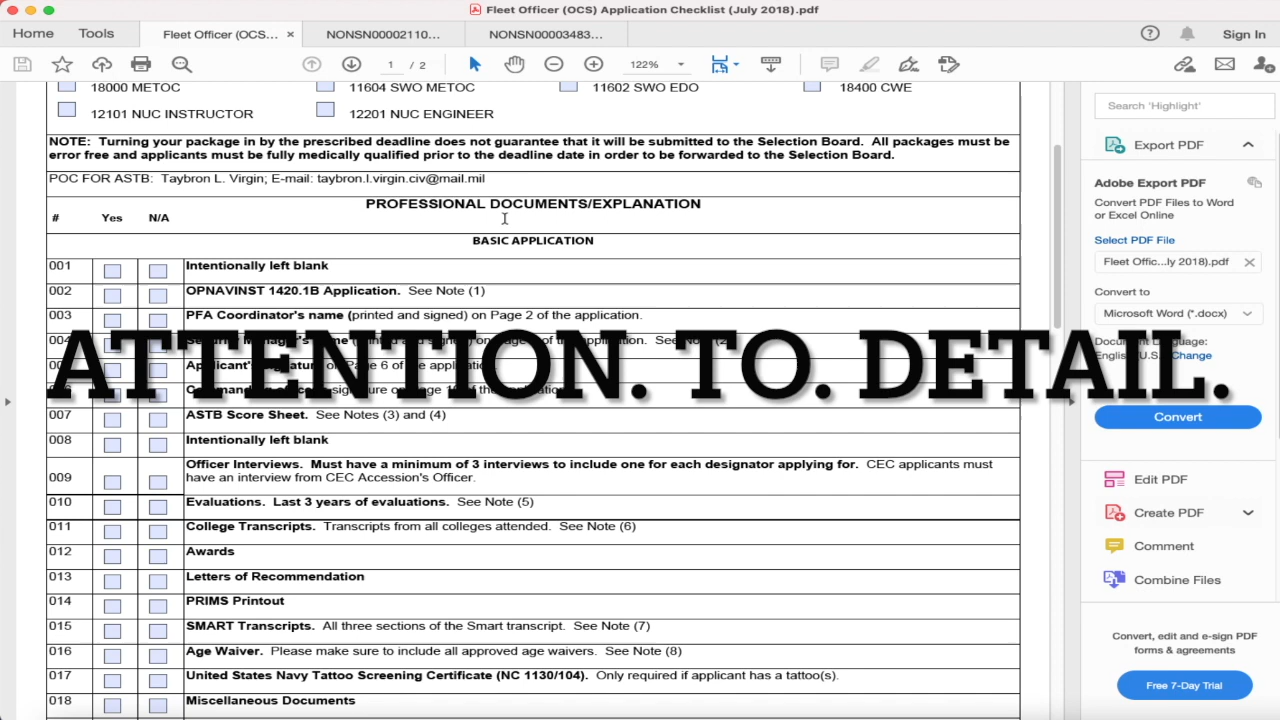 Fleet Officer (OCS) Application Checklist (July 2018).pdf
Home Tools Fleet Officer (OCS... × NONSN00002110... NONSN00003483... Sign In
1 / 2 122%
18000 METOC 11604 SWO METOC 11602 SWO EDO 18400 CWE
12101 NUC INSTRUCTOR 12201 NUC ENGINEER
NOTE: Turning your package in by the prescribed deadline does not guarantee that it will be submitted to the Selection Board. All packages must be
error free and applicants must be fully medically qualified prior to the deadline date in order to be forwarded to the Selection Board.
POC FOR ASTB: Taybron L. Virgin; E-mail: taybron.l.virgin.civ@mail.mil
PROFESSIONAL DOCUMENTS/EXPLANATION
# Yes N/A
BASIC APPLICATION
001 Intentionally left blank
002 OPNAVINST 1420.1B Application. See Note (1)
003 PFA Coordinator's name (printed and signed) on Page 2 of the application.
ATTENTION. TO. DETAIL.
007 ASTB Score Sheet. See Notes (3) and (4)
008 Intentionally left blank
009 Officer Interviews. Must have a minimum of 3 interviews to include one for each designator applying for. CEC applicants must
have an interview from CEC Accession's Officer.
010 Evaluations. Last 3 years of evaluations. See Note (5)
011 College Transcripts. Transcripts from all colleges attended. See Note (6)
012 Awards
013 Letters of Recommendation
014 PRIMS Printout
015 SMART Transcripts. All three sections of the Smart transcript. See Note (7)
016 Age Waiver. Please make sure to include all approved age waivers. See Note (8)
017 United States Navy Tattoo Screening Certificate (NC 1130/104). Only required if applicant has a tattoo(s).
018 Miscellaneous Documents
Search 'Highlight'
Export PDF
Adobe Export PDF
Convert PDF Files to Word
or Excel Online
Select PDF File
Fleet Offic...ly 2018).pdf
Convert to
Microsoft Word (*.docx)
Document Language:
English (U.S.) Change
Convert
Edit PDF
Create PDF
Comment
Combine Files
Convert, edit and e-sign PDF
forms & agreements
Free 7-Day Trial